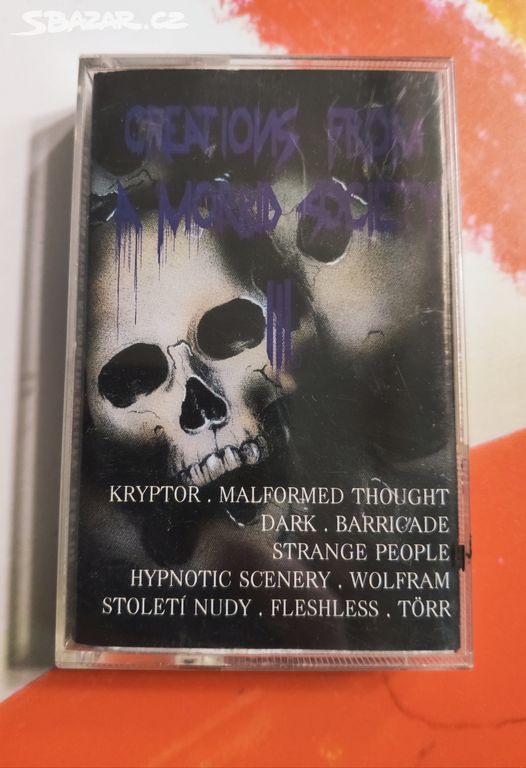 SBAZAR.CZ
CREATIONS FROM
A MORBID SOCIETY
III.
KRYPTOR . MALFORMED THOUGHT
DARK . BARRICADE
STRANGE PEOPLE
HYPNOTIC SCENERY . WOLFRAM
STOLETÍ NUDY . FLESHLESS . TÖRR